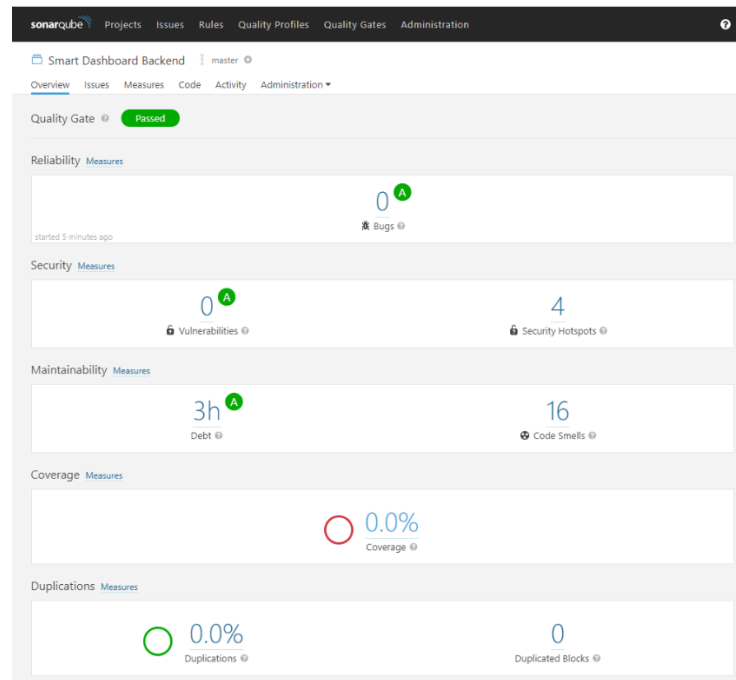 sonarqube Projects Issues Rules Quality Profiles Quality Gates Administration ?
Smart Dashboard Backend master
Overview Issues Measures Code Activity Administration
Quality Gate ? Passed
Reliability Measures
0 A
Bugs ?
started 5 minutes ago
Security Measures
0 A 4
Vulnerabilities ? Security Hotspots ?
Maintainability Measures
3h A 16
Debt ? Code Smells ?
Coverage Measures
0.0%
Coverage ?
Duplications Measures
0.0% 0
Duplications ? Duplicated Blocks ?